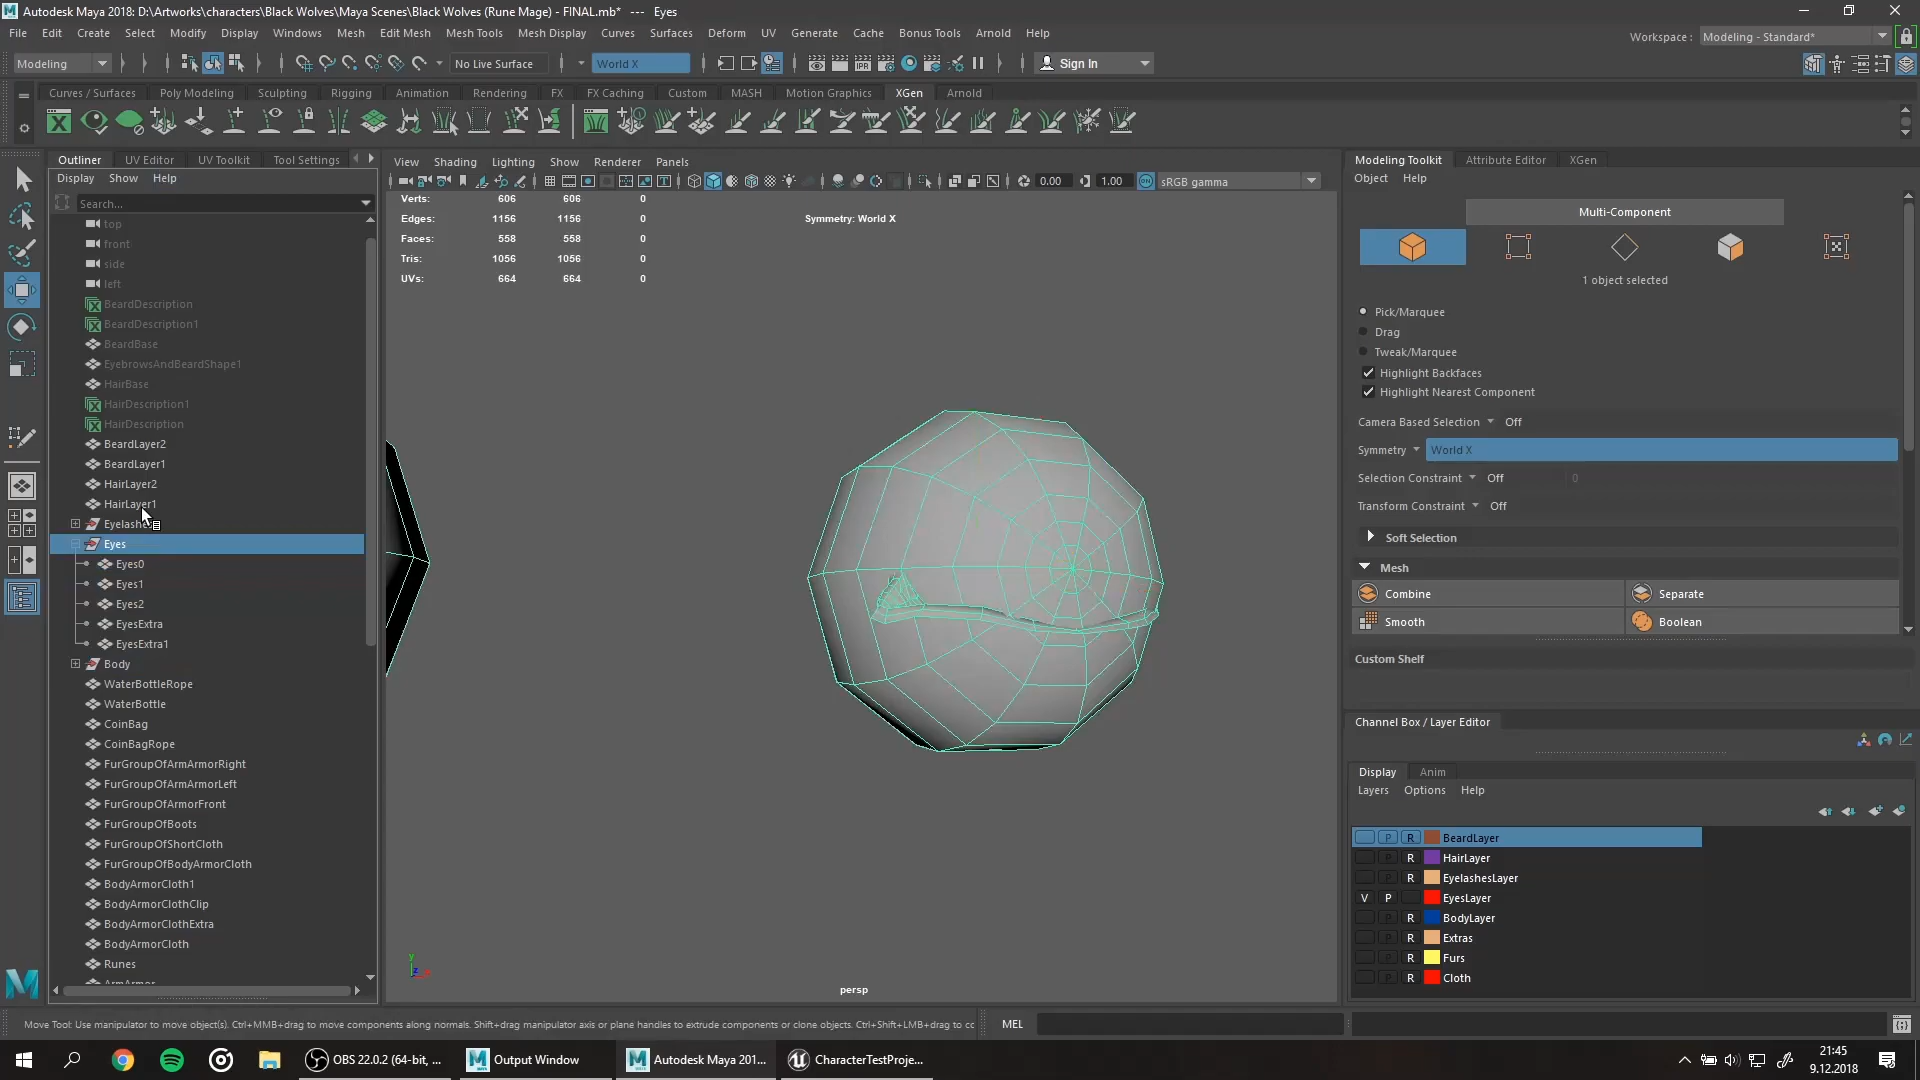 Autodesk Maya 2018: D:\Artworks\characters\Black Wolves\Maya Scenes\Black Wolves (Rune Mage) - FINAL.mb*   ---   Eyes
File Edit Create Select Modify Display Windows Mesh Edit Mesh Mesh Tools Mesh Display Curves Surfaces Deform UV Generate Cache Bonus Tools Arnold Help
Workspace : Modeling - Standard*
Modeling No Live Surface World X Sign In
Curves / Surfaces Poly Modeling Sculpting Rigging Animation Rendering FX FX Caching Custom MASH Motion Graphics XGen Arnold
Outliner UV Editor UV Toolkit Tool Settings
Display Show Help
Search...
top
front
side
left
BeardDescription
BeardDescription1
BeardBase
EyebrowsAndBeardShape1
HairBase
HairDescription1
HairDescription
BeardLayer2
BeardLayer1
HairLayer2
HairLayer1
Eyes
Eyes0
Eyes1
Eyes2
EyesExtra
EyesExtra1
Body
WaterBottleRope
WaterBottle
CoinBag
CoinBagRope
FurGroupOfArmArmorRight
FurGroupOfArmArmorLeft
FurGroupOfArmorFront
FurGroupOfBoots
FurGroupOfShortCloth
FurGroupOfBodyArmorCloth
BodyArmorCloth1
BodyArmorClothClip
BodyArmorClothExtra
BodyArmorCloth
Runes
View Shading Lighting Show Renderer Panels
0.00 1.00 ON sRGB gamma
Verts: 606 606 0
Edges: 1156 1156 0
Faces: 558 558 0
Tris: 1056 1056 0
UVs: 664 664 0
Symmetry: World X
y
z
persp
Modeling Toolkit Attribute Editor XGen
Object Help
Multi-Component
1 object selected
Pick/Marquee
Drag
Tweak/Marquee
Highlight Backfaces
Highlight Nearest Component
Camera Based Selection Off
Symmetry World X
Selection Constraint Off 0
Transform Constraint Off
Soft Selection
Mesh
Combine Separate
Smooth Boolean
Custom Shelf
Channel Box / Layer Editor
Display Anim
Layers Options Help
P R BeardLayer
P R HairLayer
P R EyelashesLayer
V P EyesLayer
P R BodyLayer
P R Extras
P R Furs
P R Cloth
Move Tool: Use manipulator to move object(s). Ctrl+MMB+drag to move components along normals. Shift+drag manipulator axis or plane handles to extrude components or clone objects. Ctrl+Shift+LMB+drag to cc
MEL
OBS 22.0.2 (64-bit, ... Output Window Autodesk Maya 201... CharacterTestProje...
21:45
9.12.2018